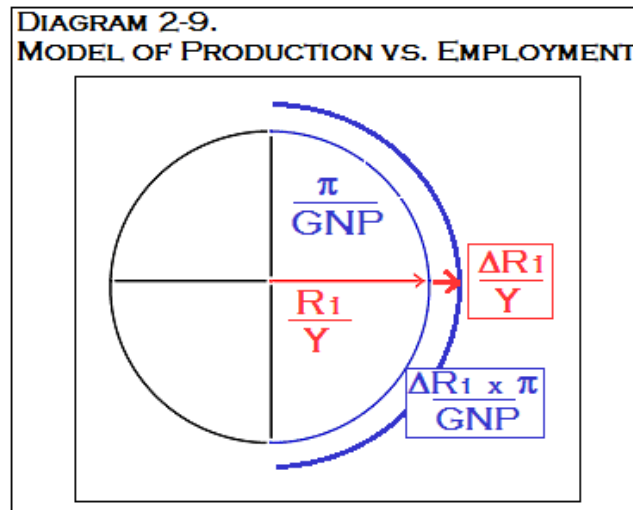 DIAGRAM 2-9.
MODEL OF PRODUCTION VS. EMPLOYMENT
π
GNP
R1
Y
ΔR1
Y
ΔR1 x π
GNP